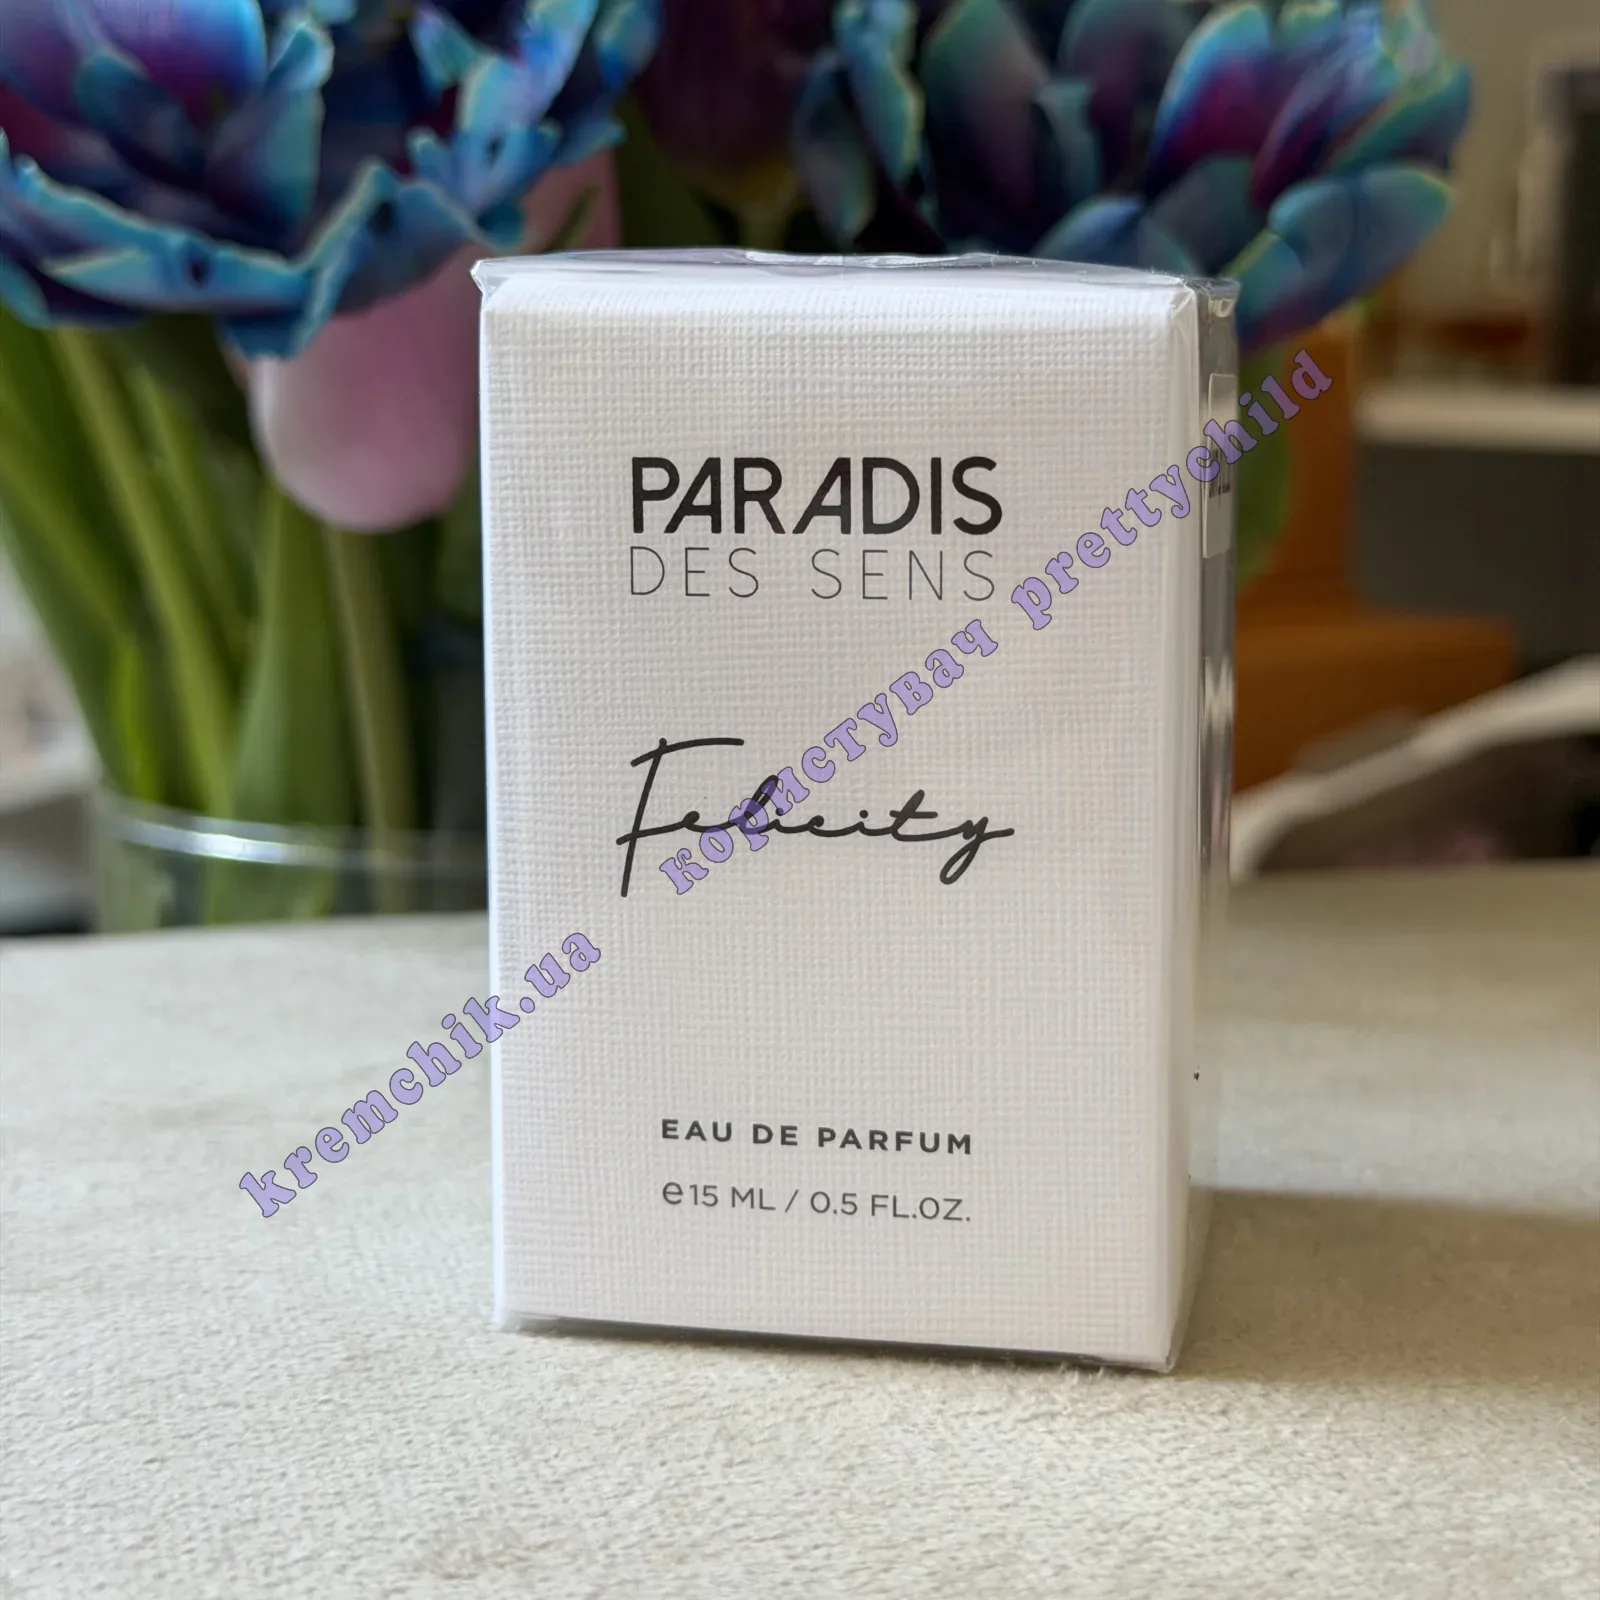 PARADIS
DES SENS
Felicity
EAU DE PARFUM
e 15 ML / 0.5 FL.OZ.
kremchik.ua користувач prettychild